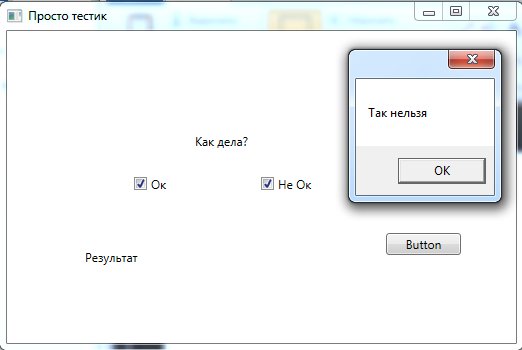 Просто тестик
Как дела?
Ок
Не Ок
Результат
Button
Так нельзя
OK